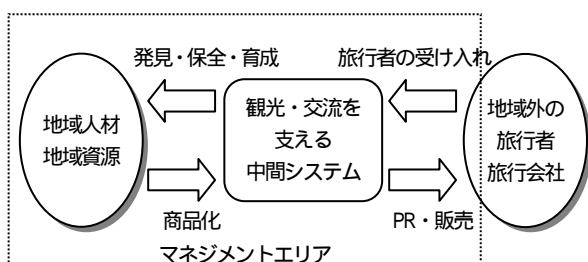 発見・保全・育成
旅行者の受け入れ
地域人材
地域資源
観光・交流を
支える
中間システム
地域外の
旅行者
旅行会社
商品化
PR・販売
マネジメントエリア